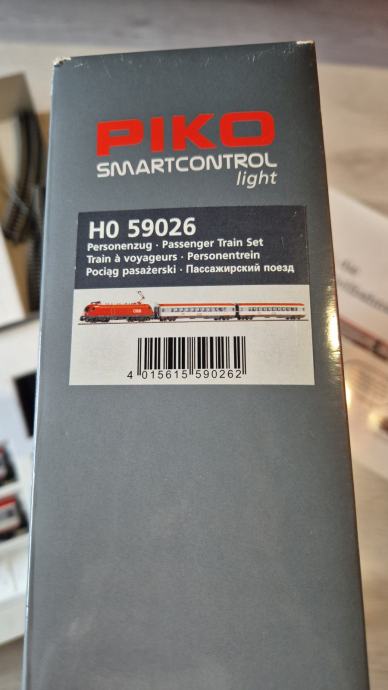 PIKO
SMARTCONTROL
light
H0 59026
Personenzug · Passenger Train Set
Train à voyageurs · Personentrein
Pociąg pasażerski · Пассажирский поезд
ÖBB
4 015615 590262